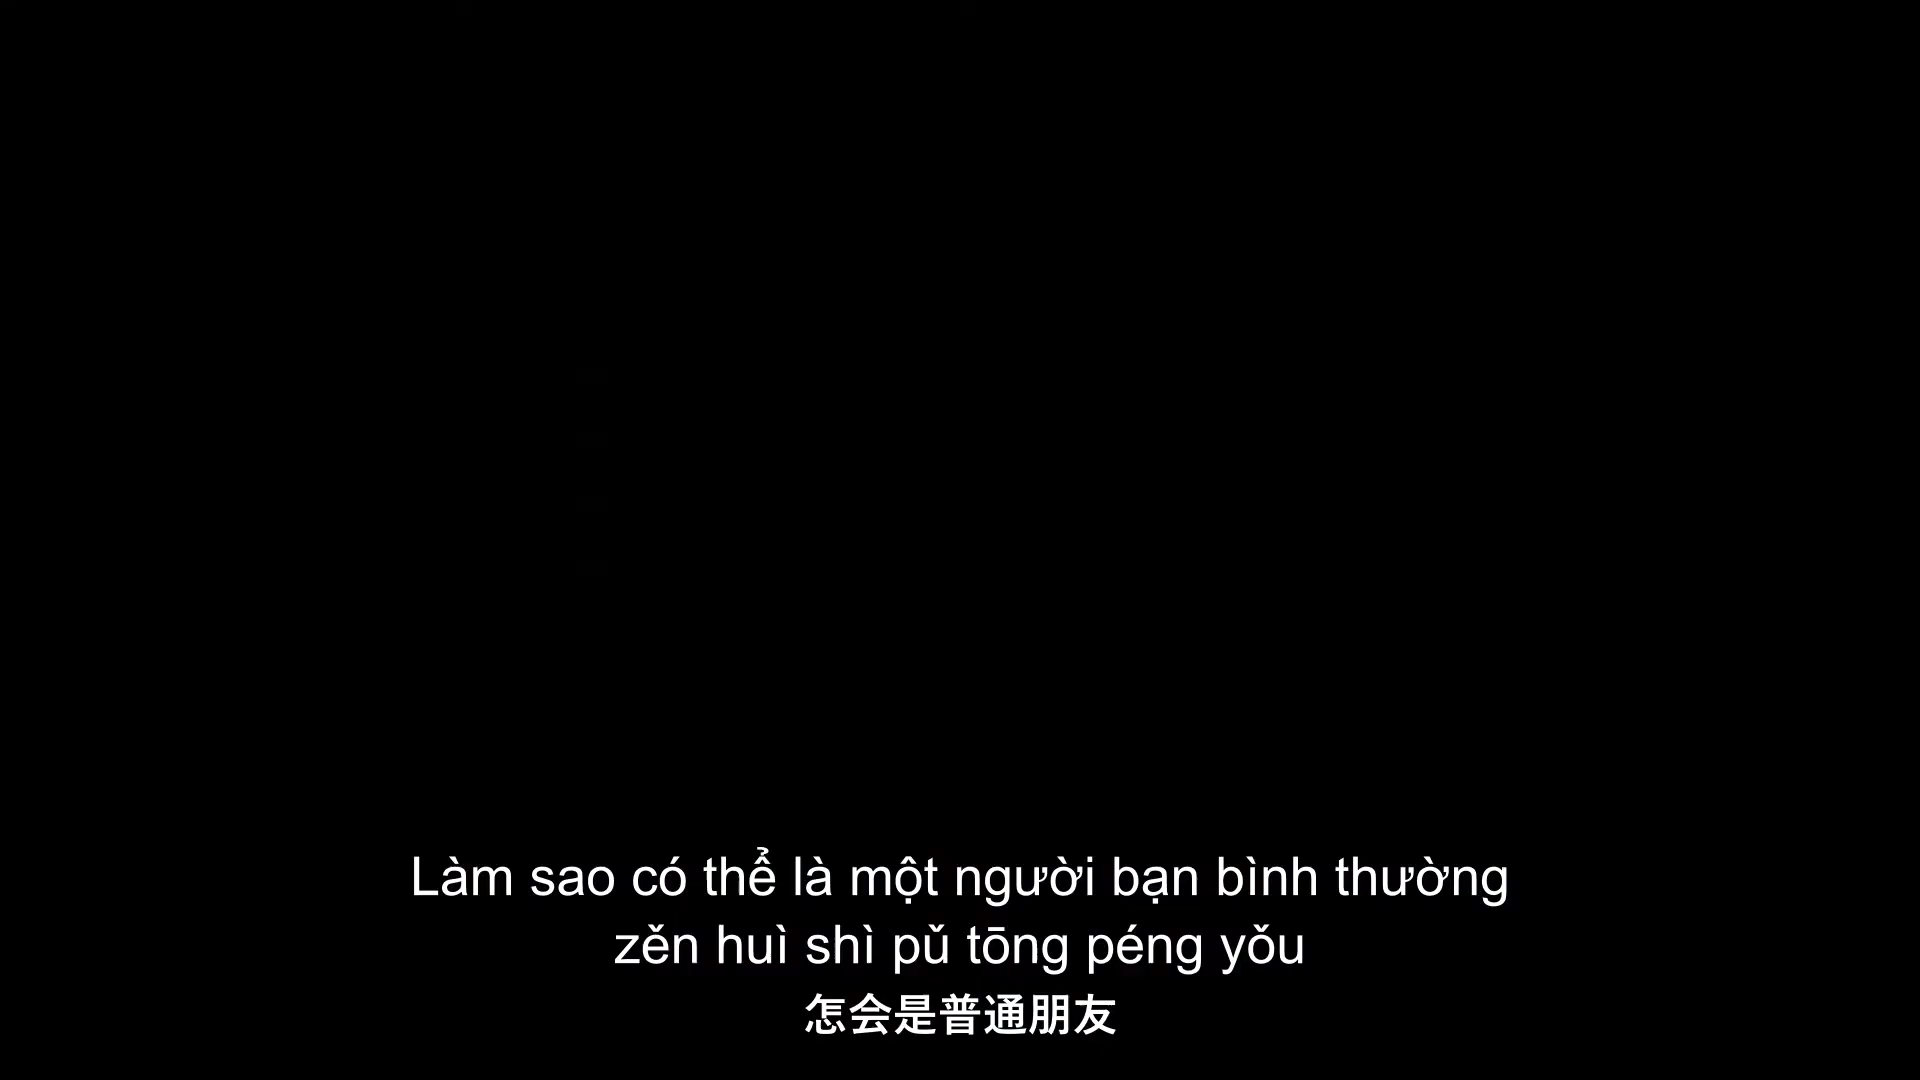 Làm sao có thể là một người bạn bình thường
zěn huì shì pǔ tōng péng yǒu
怎会是普通朋友